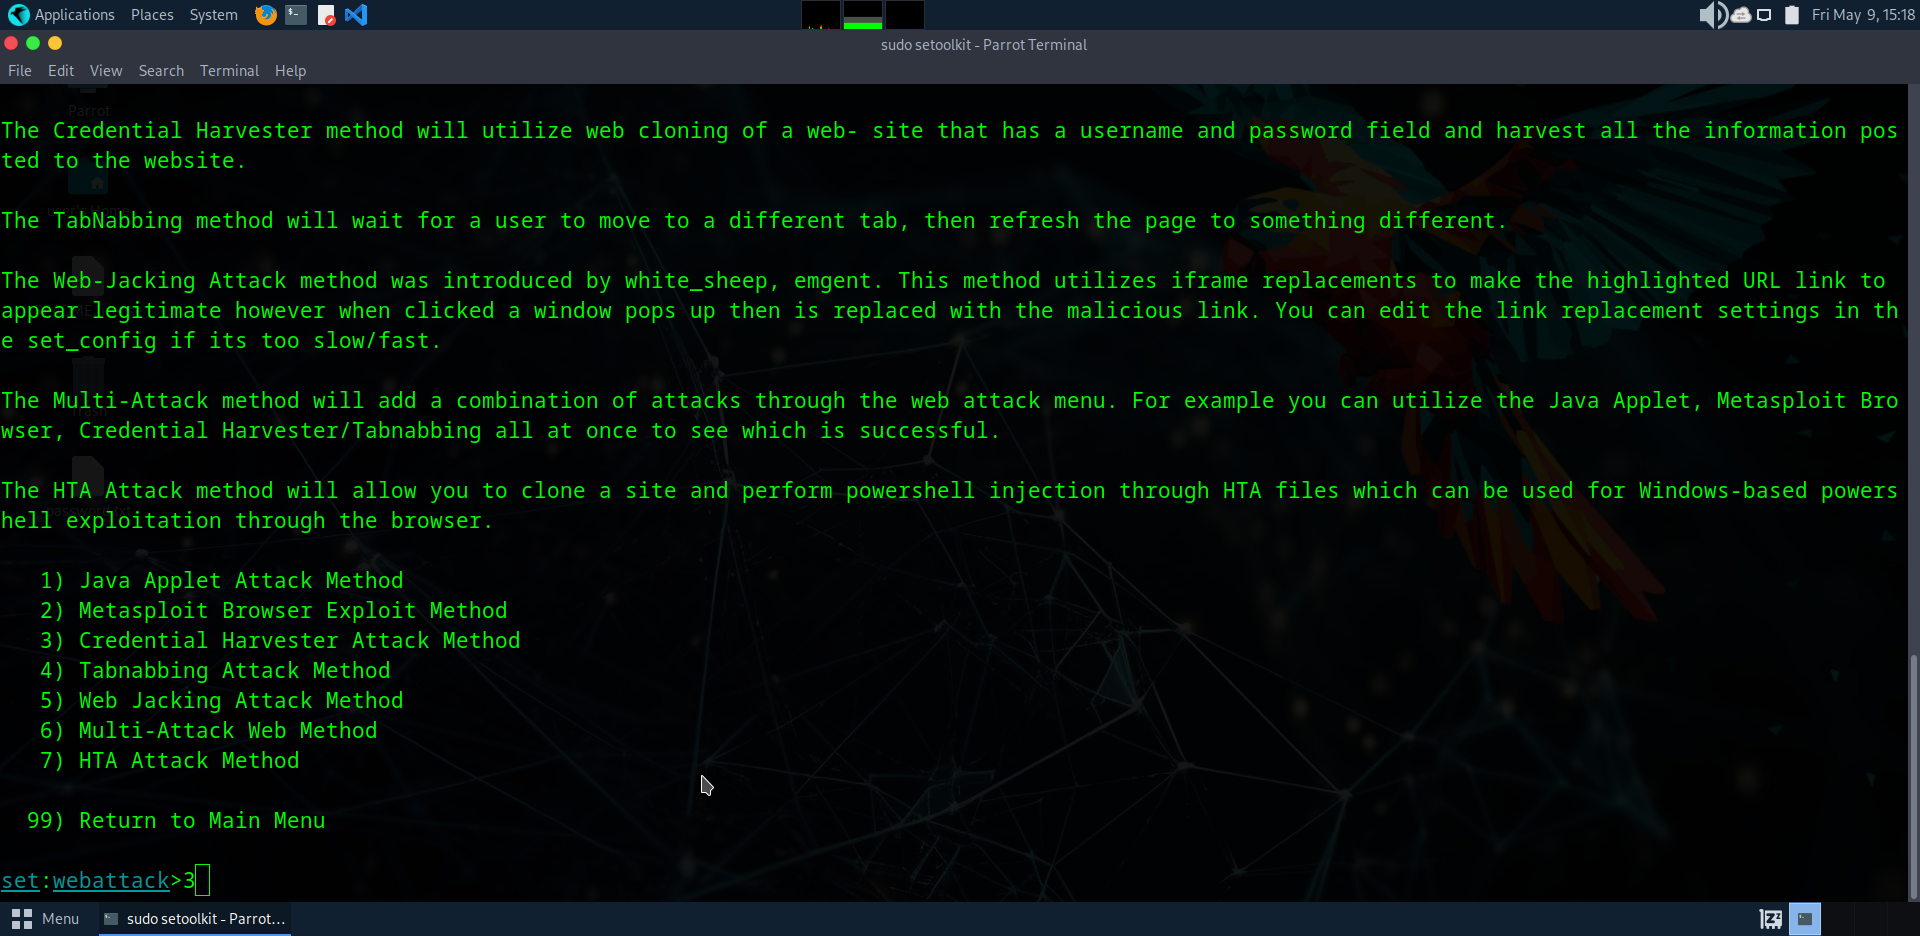 Applications Places System Fri May 9, 15:18
sudo setoolkit - Parrot Terminal
File Edit View Search Terminal Help
Parrot
The Credential Harvester method will utilize web cloning of a web- site that has a username and password field and harvest all the information pos
ted to the website.
The TabNabbing method will wait for a user to move to a different tab, then refresh the page to something different.
The Web-Jacking Attack method was introduced by white_sheep, emgent. This method utilizes iframe replacements to make the highlighted URL link to
appear legitimate however when clicked a window pops up then is replaced with the malicious link. You can edit the link replacement settings in th
e set_config if its too slow/fast.
The Multi-Attack method will add a combination of attacks through the web attack menu. For example you can utilize the Java Applet, Metasploit Bro
wser, Credential Harvester/Tabnabbing all at once to see which is successful.
The HTA Attack method will allow you to clone a site and perform powershell injection through HTA files which can be used for Windows-based powers
hell exploitation through the browser.
1) Java Applet Attack Method
2) Metasploit Browser Exploit Method
3) Credential Harvester Attack Method
4) Tabnabbing Attack Method
5) Web Jacking Attack Method
6) Multi-Attack Web Method
7) HTA Attack Method
99) Return to Main Menu
set:webattack>3
Menu sudo setoolkit - Parrot...